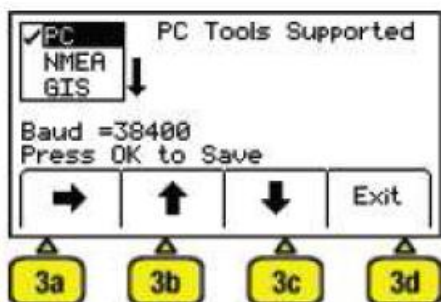 ✓PC PC Tools Supported
NMEA
GIS
Baud =38400
Press OK to Save
Exit
3a 3b 3c 3d